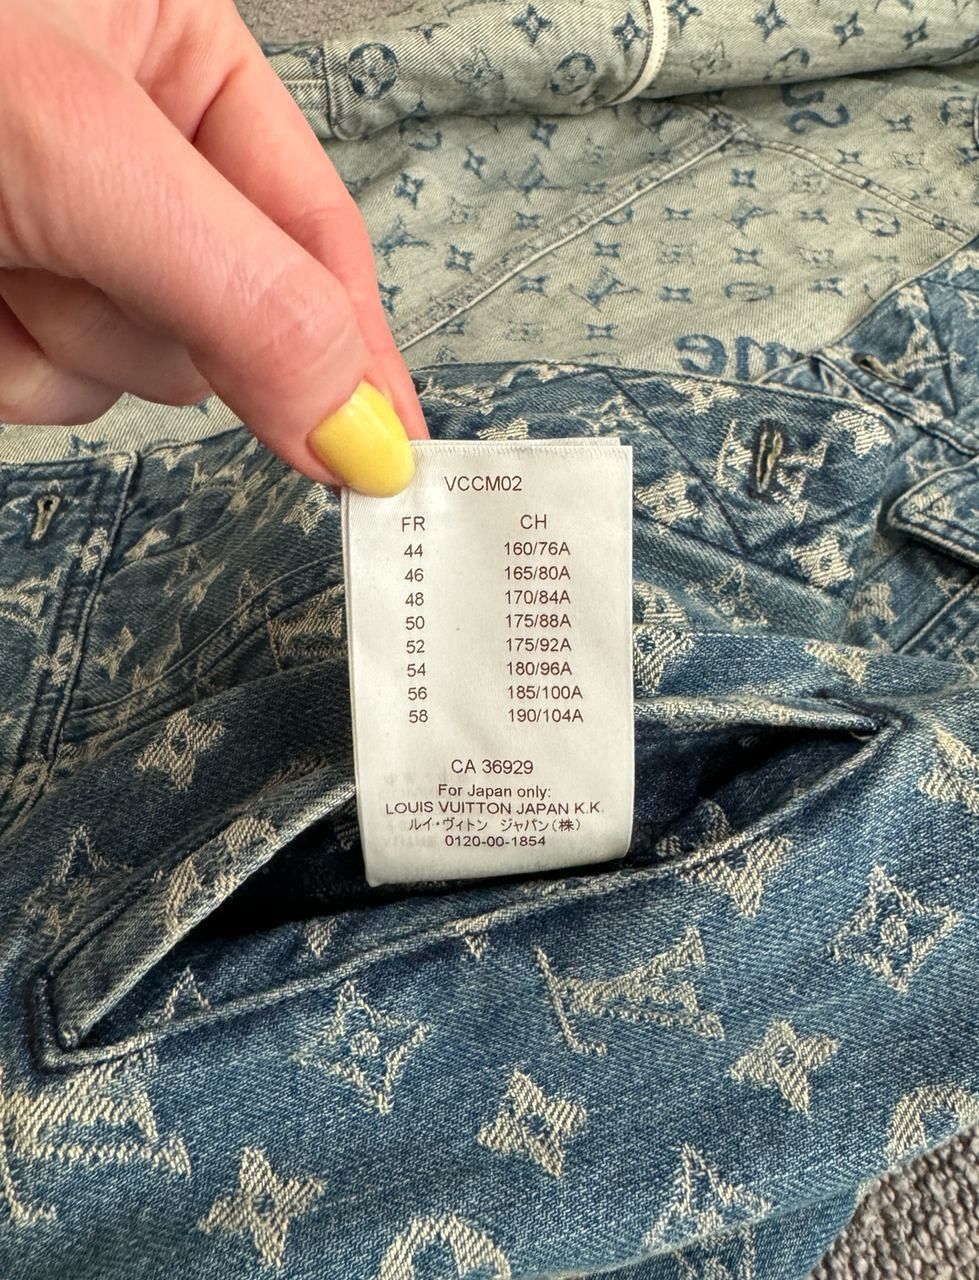 VCCM02
FR CH
44 160/76A
46 165/80A
48 170/84A
50 175/88A
52 175/92A
54 180/96A
56 185/100A
58 190/104A
CA 36929
For Japan only:
LOUIS VUITTON JAPAN K.K.
ルイ・ヴィトン ジャパン(株)
0120-00-1854